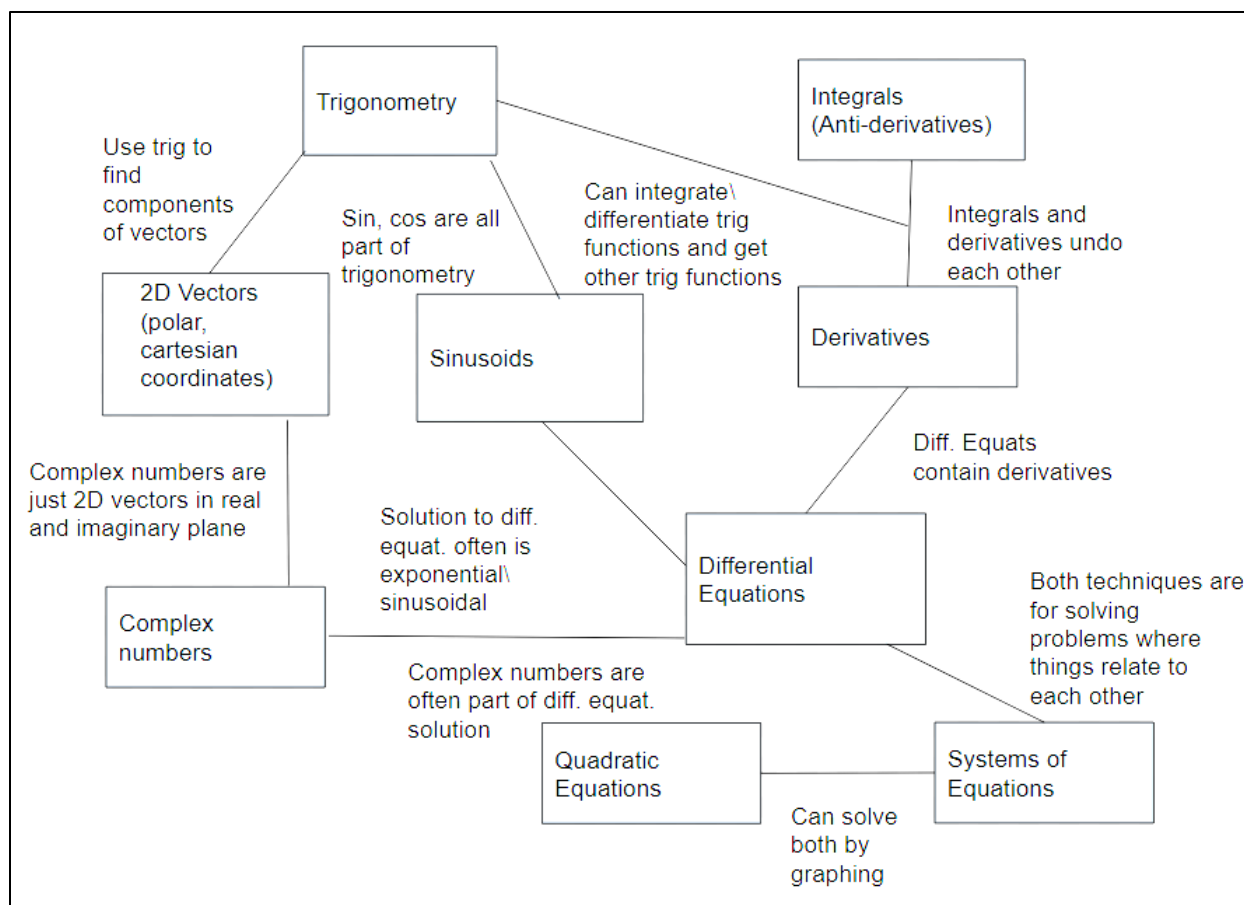 Trigonometry
Integrals
(Anti-derivatives)
Use trig to
find
components
of vectors
Sin, cos are all
part of
trigonometry
Can integrate\
differentiate trig
functions and get
other trig functions
Integrals and
derivatives undo
each other
2D Vectors
(polar,
cartesian
coordinates)
Sinusoids
Derivatives
Complex numbers are
just 2D vectors in real
and imaginary plane
Diff. Equats
contain derivatives
Solution to diff.
equat. often is
exponential\
sinusoidal
Differential
Equations
Both techniques are
for solving
problems where
things relate to
each other
Complex
numbers
Complex numbers are
often part of diff. equat.
solution
Quadratic
Equations
Systems of
Equations
Can solve
both by
graphing